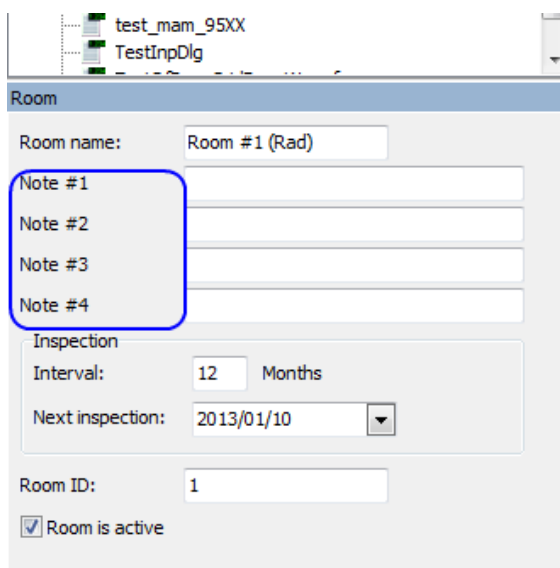 test_mam_95XX
TestInpDlg
Room
Room name: Room #1 (Rad)
Note #1
Note #2
Note #3
Note #4
Inspection
Interval: 12 Months
Next inspection: 2013/01/10
Room ID: 1
Room is active